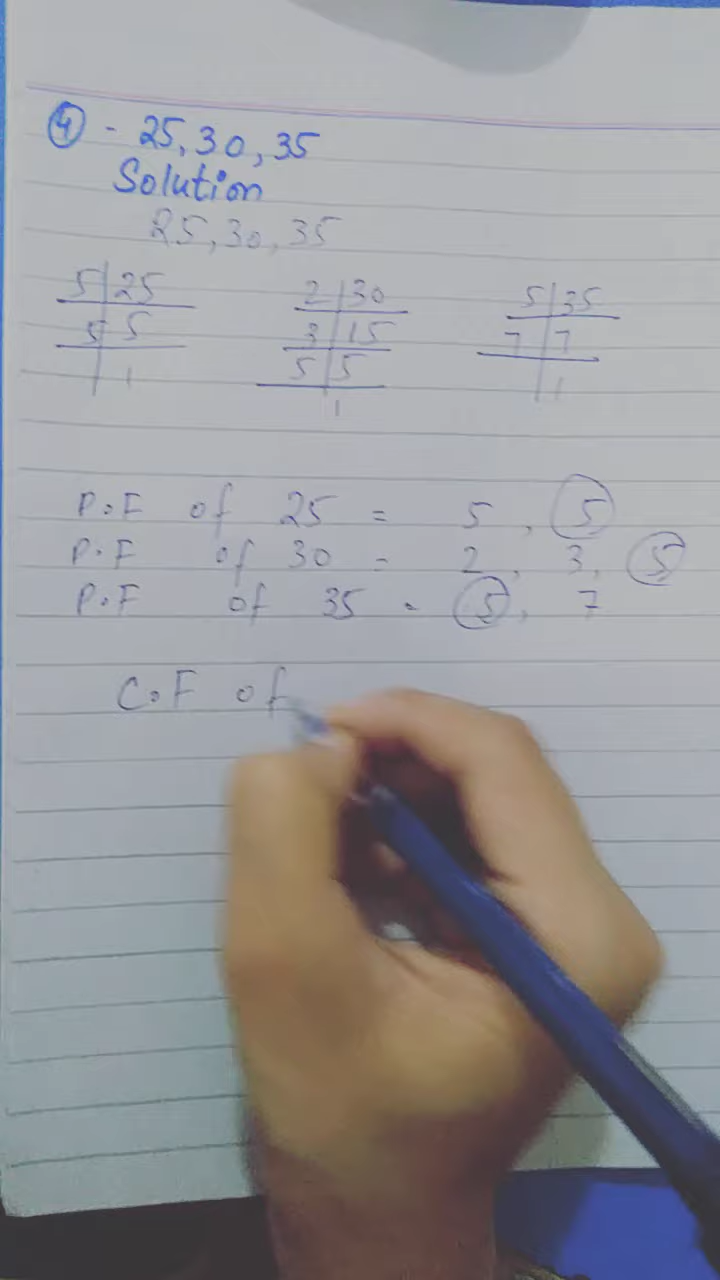 ④ - 25, 30, 35
Solution
25, 30, 35
5 | 25 2 | 30 5 | 35
5 | 5 3 | 15 7 | 7
| 1 5 | 5 | 1
| 1
P.F of 25 = 5, 5
P.F of 30 = 2, 3, 5
P.F of 35 = 5, 7
C.F of